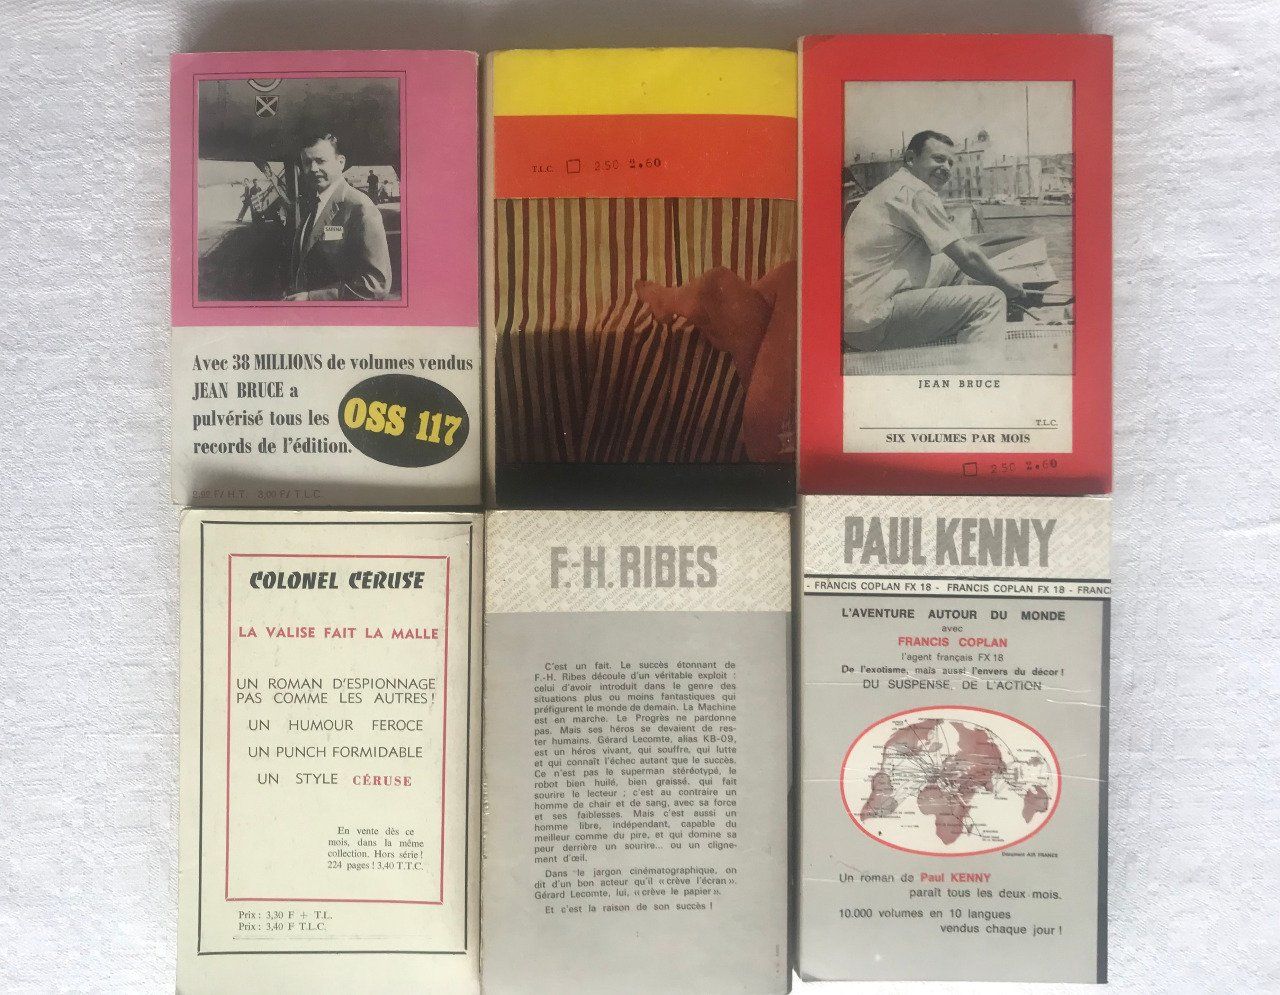 SABENA
Avec 38 MILLIONS de volumes vendus
JEAN BRUCE a
pulvérisé tous les
records de l'édition.
OSS 117
2,92 F/ H.T. 3,00 F/ T.L.C.
T.L.C. 250 2.60
JEAN BRUCE
T.L.C.
SIX VOLUMES PAR MOIS
250 2.60
COLONEL CÉRUSE
LA VALISE FAIT LA MALLE
UN ROMAN D'ESPIONNAGE
PAS COMME LES AUTRES !
UN HUMOUR FEROCE
UN PUNCH FORMIDABLE
UN STYLE CÉRUSE
En vente dès ce
mois, dans la même
collection. Hors série !
224 pages ! 3,40 T.T.C.
Prix : 3,30 F + T.L.
Prix : 3,40 F T.L.C.
F.-H. RIBES
C'est un fait. Le succès étonnant de
F.-H. Ribes découle d'un véritable exploit :
celui d'avoir introduit dans le genre des
situations plus ou moins fantastiques qui
préfigurent le monde de demain. La Machine
est en marche. Le Progrès ne pardonne
pas. Mais ses héros se devaient de res-
ter humains. Gérard Lecomte, alias KB-09,
est un héros vivant, qui souffre, qui lutte
et qui connaît l'échec autant que le succès.
Ce n'est pas le superman stéréotypé, le
robot bien huilé, bien graissé, qui fait
sourire le lecteur ; c'est au contraire un
homme de chair et de sang, avec sa force
et ses faiblesses. Mais c'est aussi un
homme libre, indépendant, capable du
meilleur comme du pire, et qui domine sa
peur derrière un sourire... ou un cligne-
ment d'œil.
Dans le jargon cinématographique, on
dit d'un bon acteur qu'il « crève l'écran ».
Gérard Lecomte, lui, « crève le papier ».
Et c'est la raison de son succès !
PAUL KENNY
- FRANCIS COPLAN FX 18 - FRANCIS COPLAN FX 18 - FRANC
L'AVENTURE AUTOUR DU MONDE
avec
FRANCIS COPLAN
l'agent français FX 18
De l'exotisme, mais aussi l'envers du décor !
DU SUSPENSE, DE L'ACTION
Document AIR FRANCE
Un roman de Paul KENNY
paraît tous les deux mois.
10.000 volumes en 10 langues
vendus chaque jour !